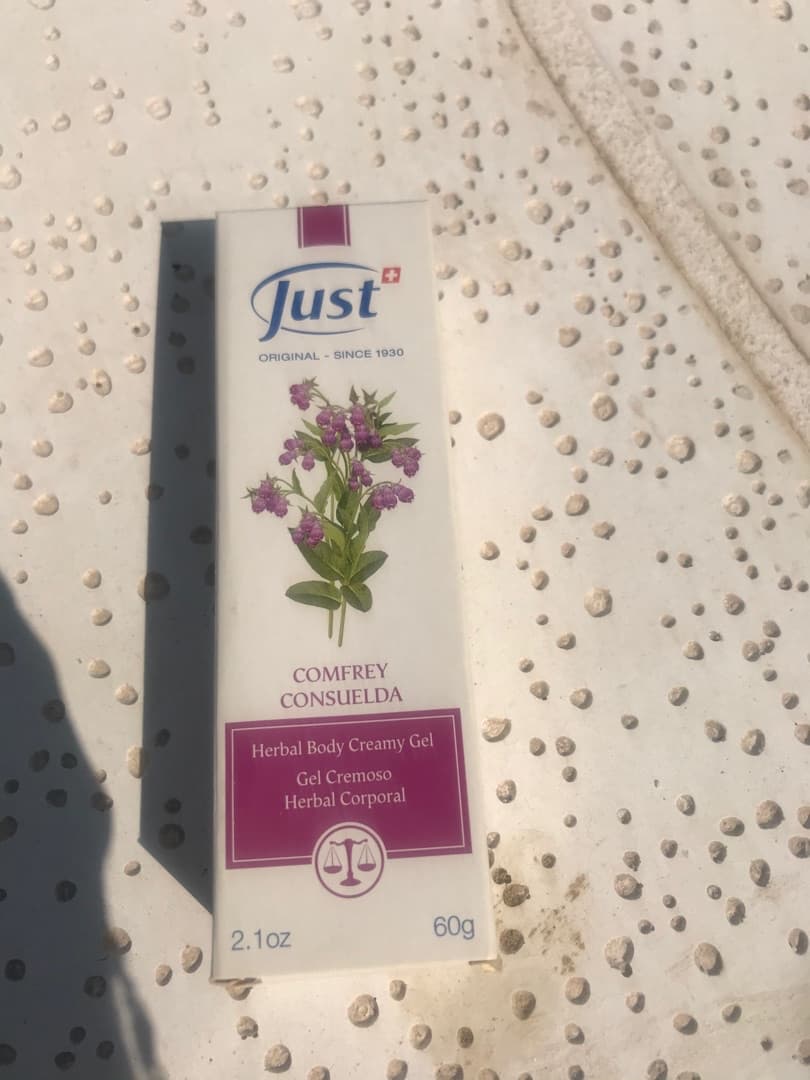 Just
ORIGINAL - SINCE 1930
COMFREY
CONSUELDA
Herbal Body Creamy Gel
Gel Cremoso
Herbal Corporal
2.1oz 60g